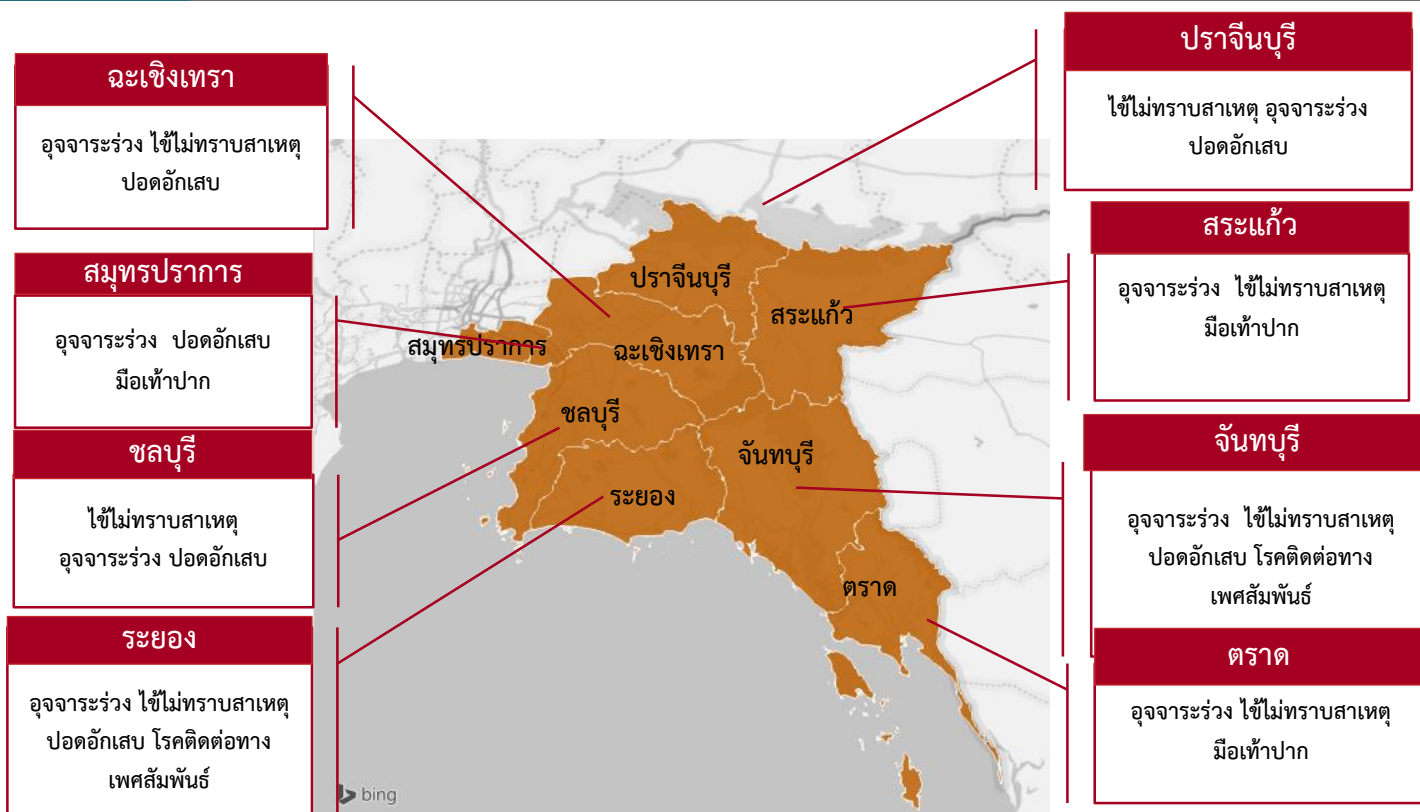 ฉะเชิงเทรา
อุจจาระร่วง ไข้ไม่ทราบสาเหตุ
ปอดอักเสบ
สมุทรปราการ
อุจจาระร่วง ปอดอักเสบ
มือเท้าปาก
ชลบุรี
ไข้ไม่ทราบสาเหตุ
อุจจาระร่วง ปอดอักเสบ
ระยอง
อุจจาระร่วง ไข้ไม่ทราบสาเหตุ
ปอดอักเสบ โรคติดต่อทาง
เพศสัมพันธ์
ปราจีนบุรี
สระแก้ว
สมุทรปราการ
ฉะเชิงเทรา
ชลบุรี
จันทบุรี
ระยอง
ตราด
bing
ปราจีนบุรี
ไข้ไม่ทราบสาเหตุ อุจจาระร่วง
ปอดอักเสบ
สระแก้ว
อุจจาระร่วง ไข้ไม่ทราบสาเหตุ
มือเท้าปาก
จันทบุรี
อุจจาระร่วง ไข้ไม่ทราบสาเหตุ
ปอดอักเสบ โรคติดต่อทาง
เพศสัมพันธ์
ตราด
อุจจาระร่วง ไข้ไม่ทราบสาเหตุ
มือเท้าปาก